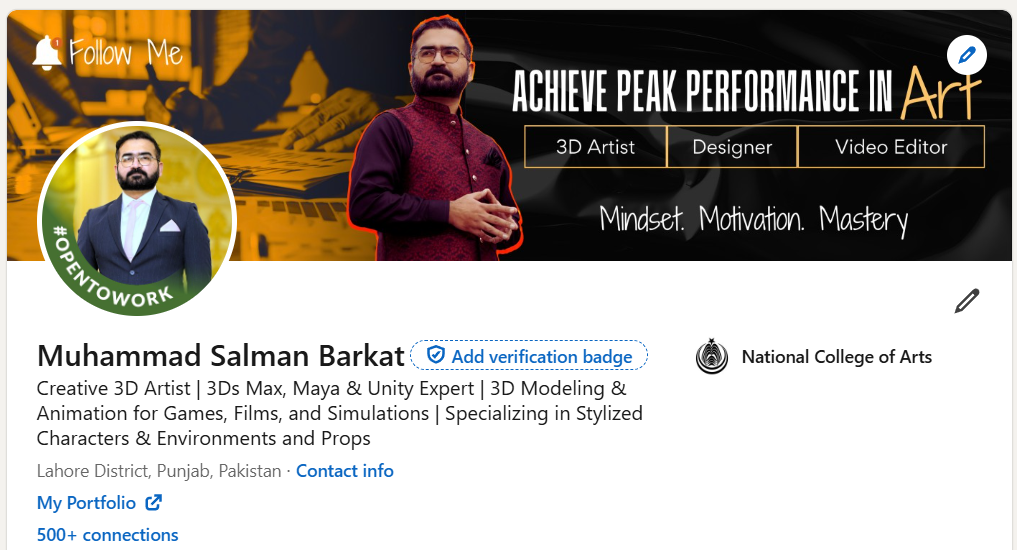 1
Follow Me
ACHIEVE PEAK PERFORMANCE IN Art
3D Artist
Designer
Video Editor
Mindset. Motivation. Mastery
#OPENTOWORK
Muhammad Salman Barkat
Add verification badge
National College of Arts
Creative 3D Artist | 3Ds Max, Maya & Unity Expert | 3D Modeling &
Animation for Games, Films, and Simulations | Specializing in Stylized
Characters & Environments and Props
Lahore District, Punjab, Pakistan · Contact info
My Portfolio
500+ connections